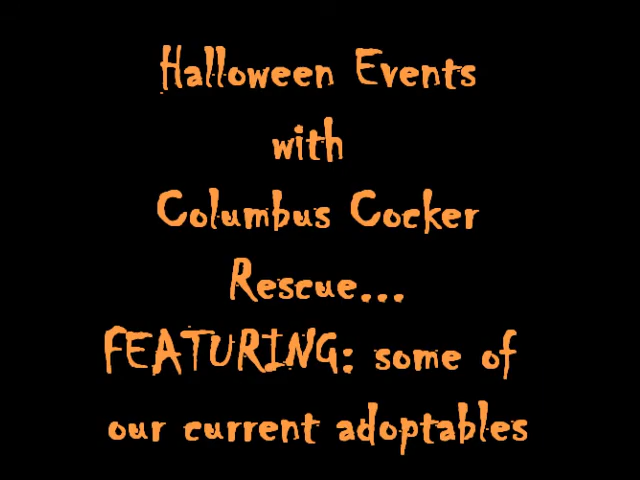 Halloween Events
with
Columbus Cocker
Rescue...
FEATURING: some of
our current adoptables